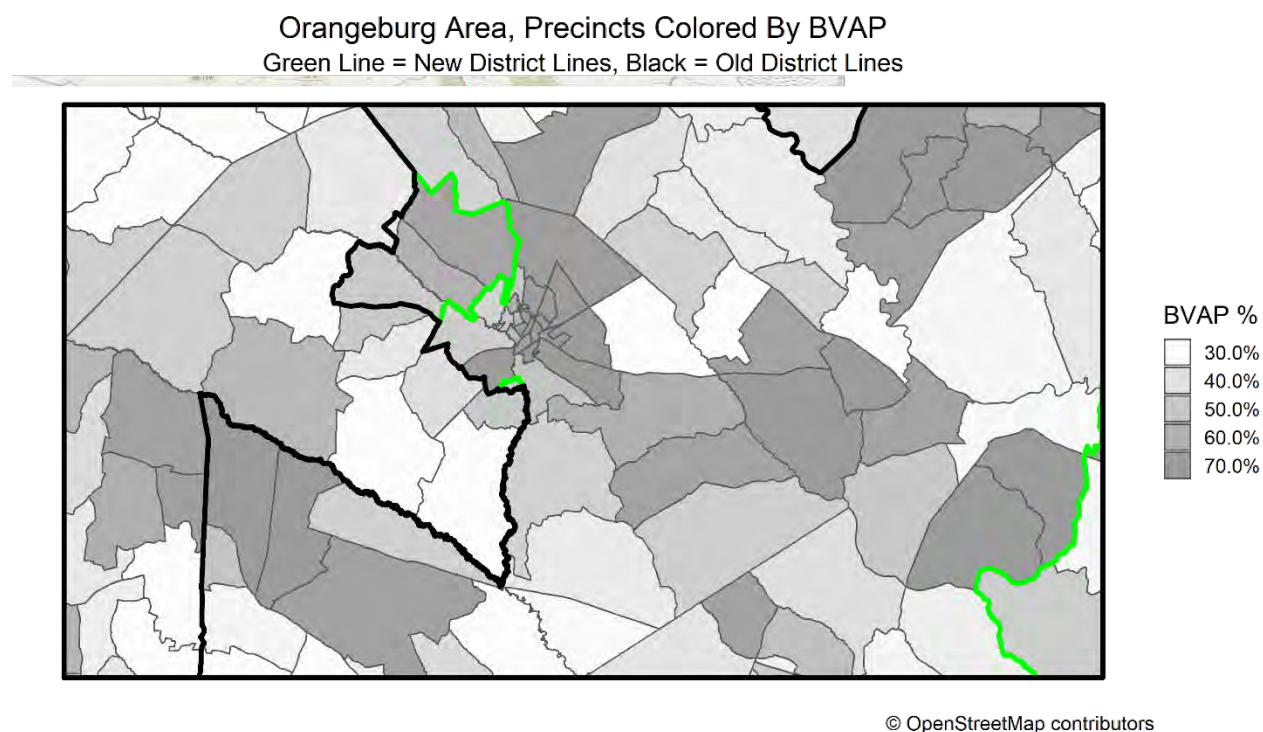 Orangeburg Area, Precincts Colored By BVAP
Green Line = New District Lines, Black = Old District Lines
BVAP %
30.0%
40.0%
50.0%
60.0%
70.0%
© OpenStreetMap contributors